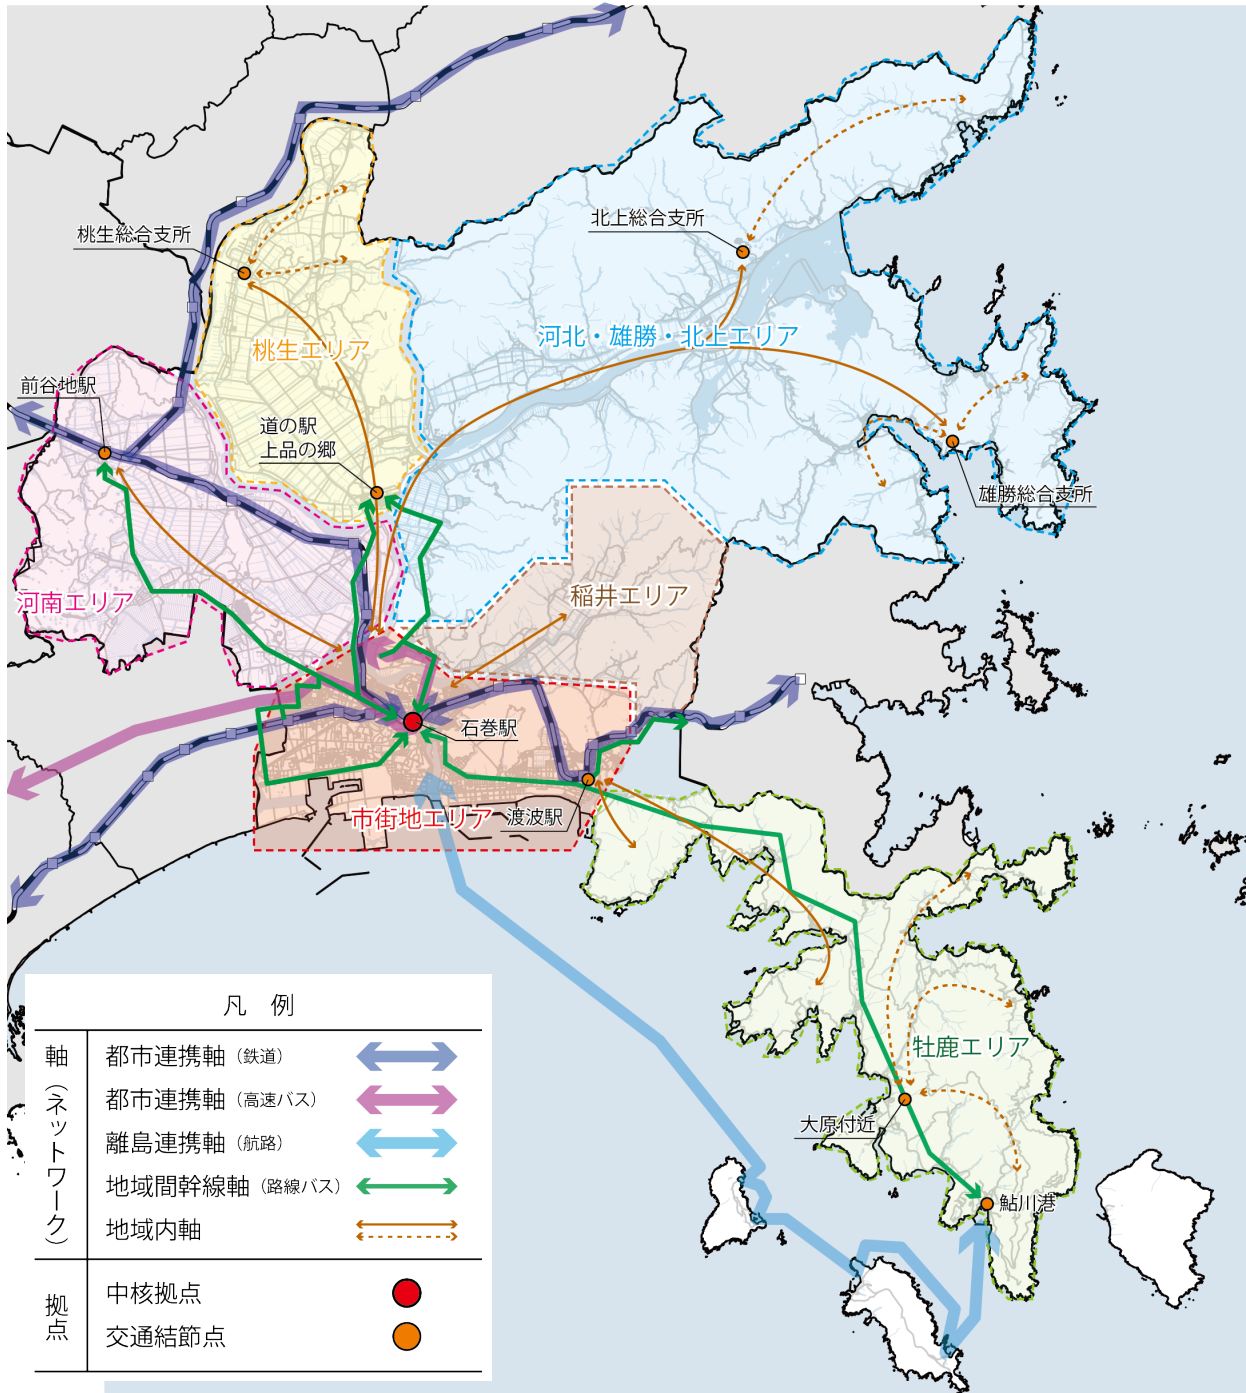 北上総合支所
桃生総合支所
河北・雄勝・北上エリア
桃生エリア
前谷地駅
道の駅
上品の郷
雄勝総合支所
稲井エリア
河南エリア
石巻駅
市街地エリア
渡波駅
牡鹿エリア
大原付近
鮎川港
凡 例
軸(ネットワーク)
都市連携軸(鉄道)
都市連携軸(高速バス)
離島連携軸(航路)
地域間幹線軸(路線バス)
地域内軸
拠点
中核拠点
交通結節点